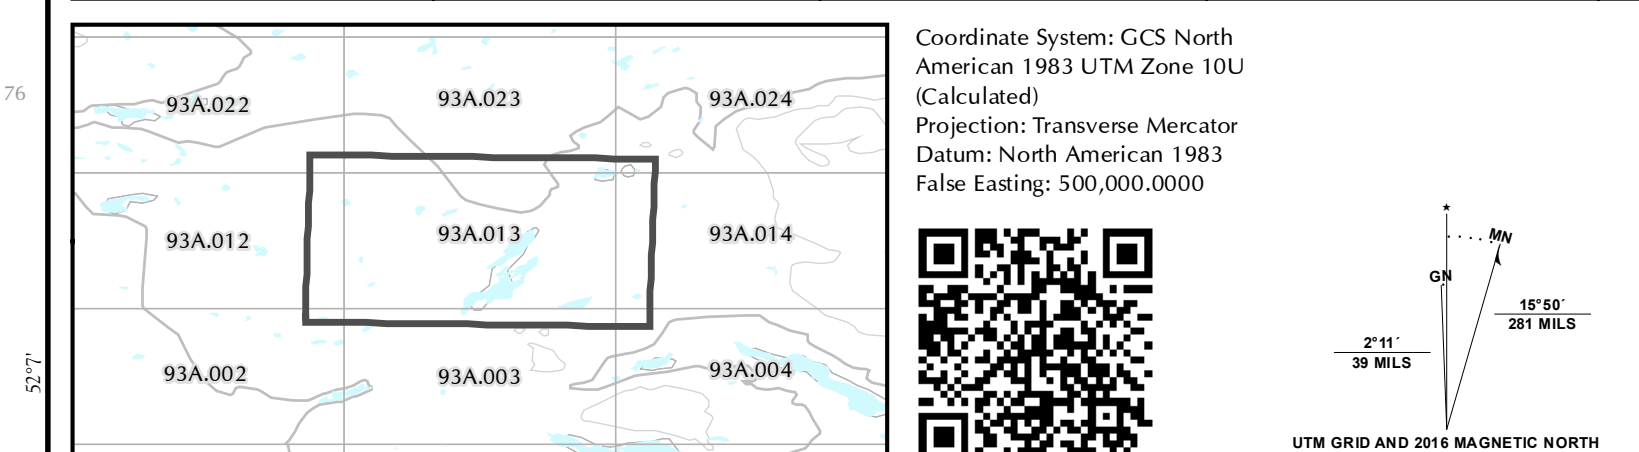 76
52°7'
93A.022
93A.023
93A.024
93A.012
93A.013
93A.014
93A.002
93A.003
93A.004
Coordinate System: GCS North
American 1983 UTM Zone 10U
(Calculated)
Projection: Transverse Mercator
Datum: North American 1983
False Easting: 500,000.0000
MN
GN
15°50´
281 MILS
2°11´
39 MILS
UTM GRID AND 2016 MAGNETIC NORTH